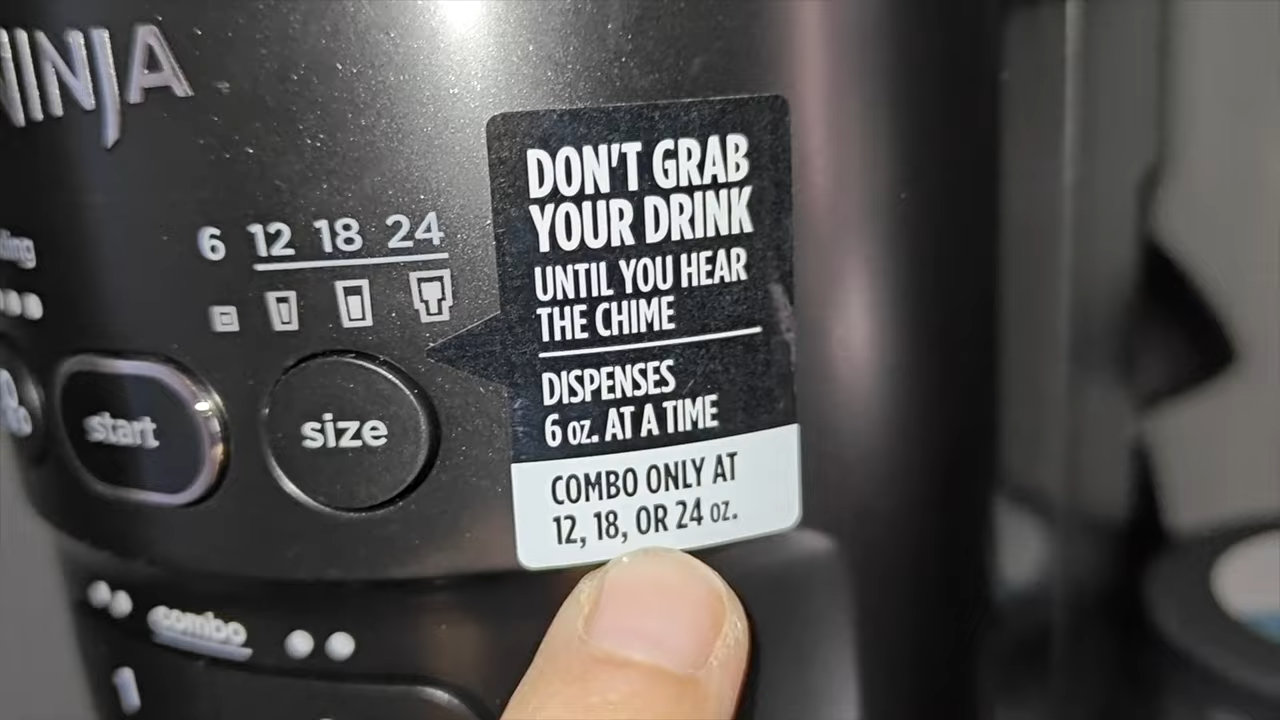 NINJA
6 12 18 24
start
size
DON'T GRAB
YOUR DRINK
UNTIL YOU HEAR
THE CHIME
DISPENSES
6 oz. AT A TIME
COMBO ONLY AT
12, 18, OR 24 oz.
combo